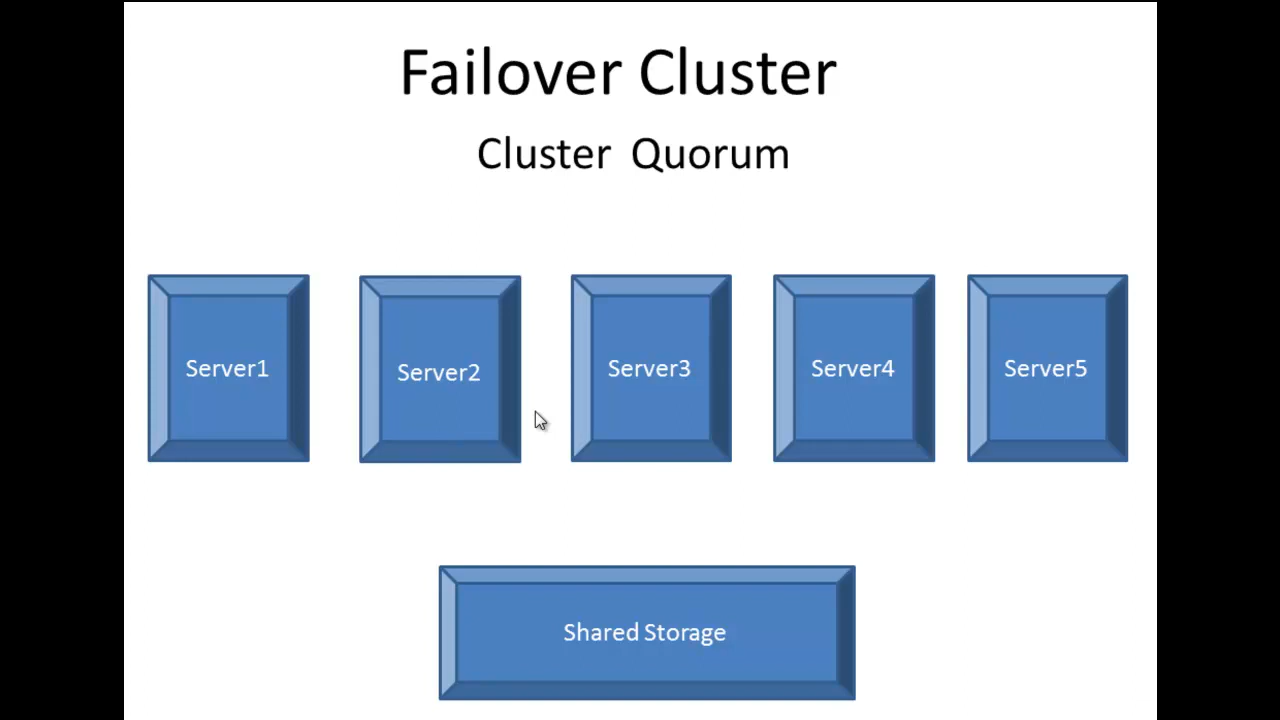 Failover Cluster
Cluster Quorum
Server1
Server2
Server3
Server4
Server5
Shared Storage